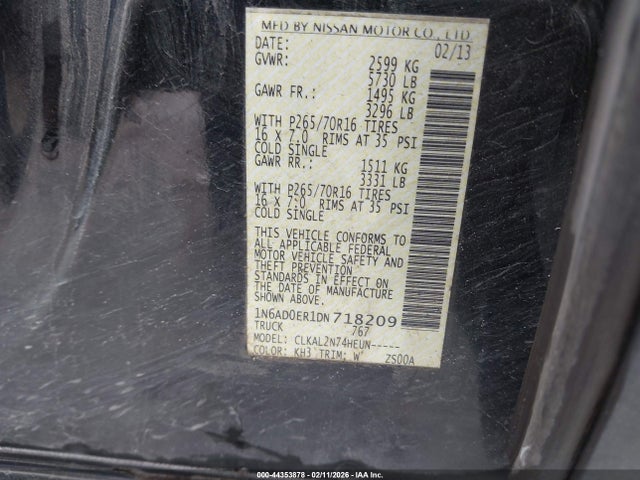 MFD BY NISSAN MOTOR CO., LTD.
DATE: 02/13
GVWR: 2599 KG
5730 LB
GAWR FR.: 1495 KG
3296 LB
WITH P265/70R16 TIRES
16 X 7.0 RIMS AT 35 PSI
COLD SINGLE
GAWR RR.: 1511 KG
3331 LB
WITH P265/70R16 TIRES
16 X 7.0 RIMS AT 35 PSI
COLD SINGLE
THIS VEHICLE CONFORMS TO
ALL APPLICABLE FEDERAL
MOTOR VEHICLE SAFETY AND
THEFT PREVENTION
STANDARDS IN EFFECT ON THE
DATE OF MANUFACTURE
SHOWN ABOVE.
1N6AD0ER1DN718209
TRUCK 767
MODEL: CLKAL2N74HEUN-----
COLOR: KH3 TRIM: W ZS00A
000-44353878 - 02/11/2026 - IAA Inc.